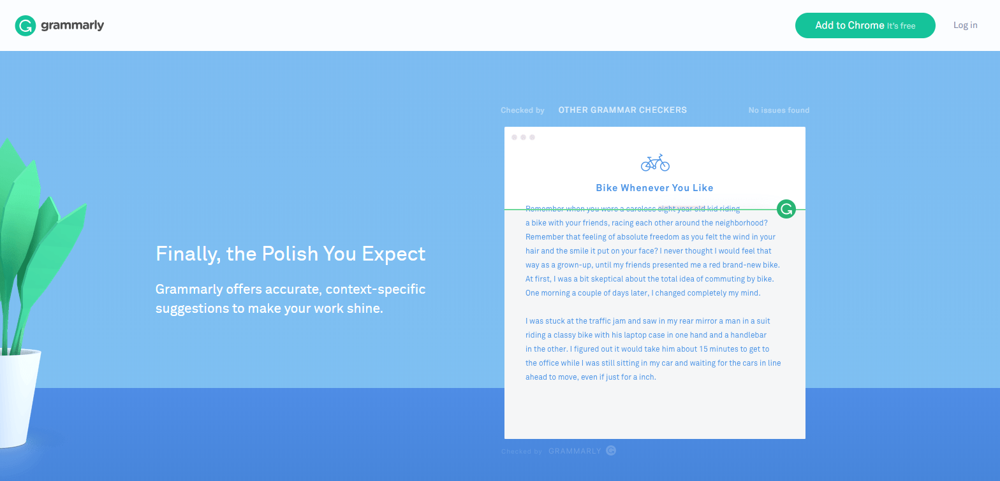 grammarly
Add to Chrome It's free
Log in
Checked by OTHER GRAMMAR CHECKERS No issues found
Bike Whenever You Like
Remember when you were a careless eight year old kid riding
a bike with your friends, racing each other around the neighborhood?
Remember that feeling of absolute freedom as you felt the wind in your
hair and the smile it put on your face? I never thought I would feel that
way as a grown-up, until my friends presented me a red brand-new bike.
At first, I was a bit skeptical about the total idea of commuting by bike.
One morning a couple of days later, I changed completely my mind.
I was stuck at the traffic jam and saw in my rear mirror a man in a suit
riding a classy bike with his laptop case in one hand and a handlebar
in the other. I figured out it would take him about 15 minutes to get to
the office while I was still sitting in my car and waiting for the cars in line
ahead to move, even if just for a inch.
Finally, the Polish You Expect
Grammarly offers accurate, context-specific
suggestions to make your work shine.
Checked by GRAMMARLY